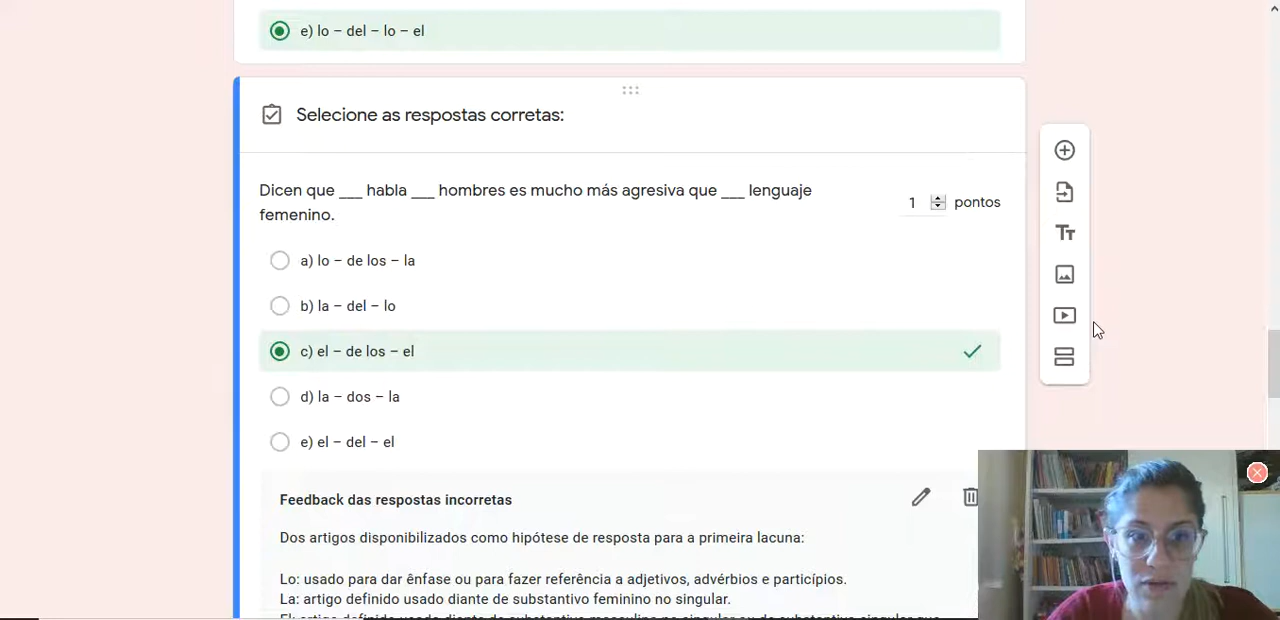 e) lo – del – lo – el
Selecione as respostas corretas:
Dicen que ___ habla ___ hombres es mucho más agresiva que ___ lenguaje
femenino.
1 pontos
a) lo – de los – la
b) la – del – lo
c) el – de los – el
d) la – dos – la
e) el – del – el
Feedback das respostas incorretas
Dos artigos disponibilizados como hipótese de resposta para a primeira lacuna:
Lo: usado para dar ênfase ou para fazer referência a adjetivos, advérbios e particípios.
La: artigo definido usado diante de substantivo feminino no singular.